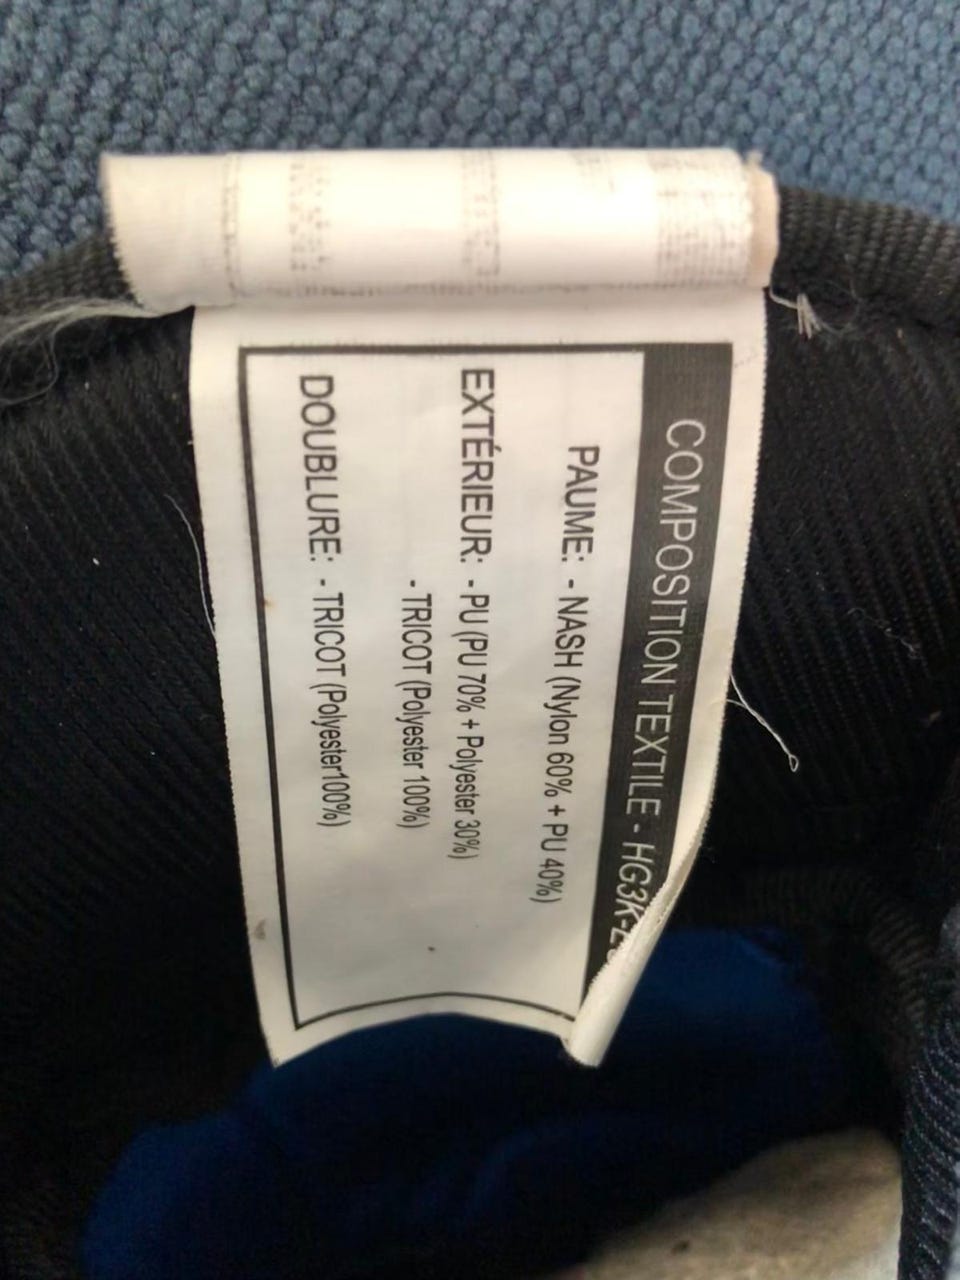 COMPOSITION TEXTILE - HG3K-
PAUME: - NASH (Nylon 60% + PU 40%)
EXTÉRIEUR: - PU (PU 70% + Polyester 30%)
- TRICOT (Polyester 100%)
DOUBLURE: - TRICOT (Polyester100%)